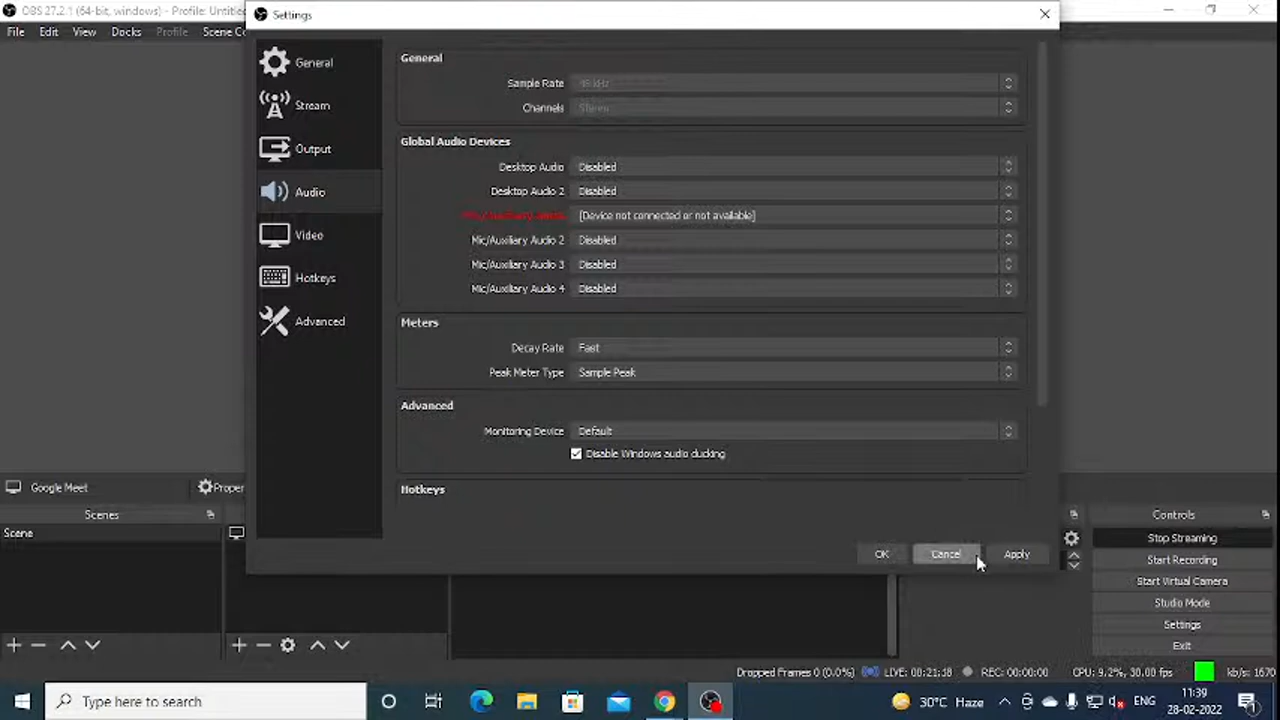 OBS 27.2.1 (64-bit, windows) - Profile: Untitle
Settings
File Edit View Docks Profile Scene Co
General
Stream
Output
Audio
Video
Hotkeys
Advanced
General
Sample Rate
Channels Stereo
Global Audio Devices
Desktop Audio Disabled
Desktop Audio 2 Disabled
[Device not connected or not available]
Mic/Auxiliary Audio 2 Disabled
Mic/Auxiliary Audio 3 Disabled
Mic/Auxiliary Audio 4 Disabled
Meters
Decay Rate Fast
Peak Meter Type Sample Peak
Advanced
Monitoring Device Default
Disable Windows audio ducking
Hotkeys
OK Cancel Apply
Google Meet Proper
Scenes
Scene
Controls
Stop Streaming
Start Recording
Start Virtual Camera
Studio Mode
Settings
Exit
Dropped Frames 0 (0.0%) LIVE: 00:21:38 REC: 00:00:00 CPU: 9.2%, 30.00 fps kb/s: 1670
Type here to search
30°C Haze
ENG
11:39
28-02-2022
1